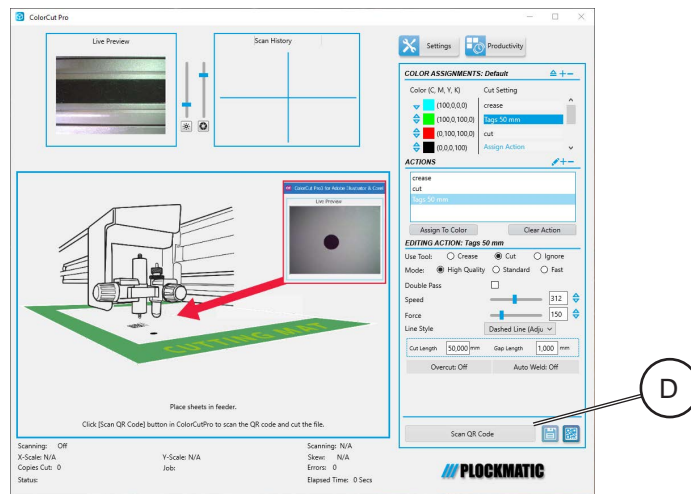 ColorCut Pro
Live Preview
Scan History
Settings
Productivity
COLOR ASSIGNMENTS: Default
Color (C, M, Y, K) Cut Setting
(100,0,0,0) crease
(100,0,100,0) Tags 50 mm
(0,100,100,0) cut
(0,0,0,100) Assign Action
ACTIONS
crease
cut
Tags 50 mm
Assign To Color Clear Action
EDITING ACTION: Tags 50 mm
Use Tool: Crease Cut Ignore
Mode: High Quality Standard Fast
Double Pass
Speed 312
Force 150
Line Style Dashed Line (Adju
Cut Length 50,000 mm Gap Length 1,000 mm
Overcut: Off Auto Weld: Off
Scan QR Code
D
ColorCut Pro3 for Adobe Illustrator & Corel
Live Preview
CUTTING MAT
Place sheets in feeder.
Click [Scan QR Code] button in ColorCutPro to scan the QR code and cut the file.
Scanning: Off Scanning: N/A
X-Scale: N/A Y-Scale: N/A Skew: N/A
Copies Cut: 0 Job: Errors: 0
Status: Elapsed Time: 0 Secs
PLOCKMATIC